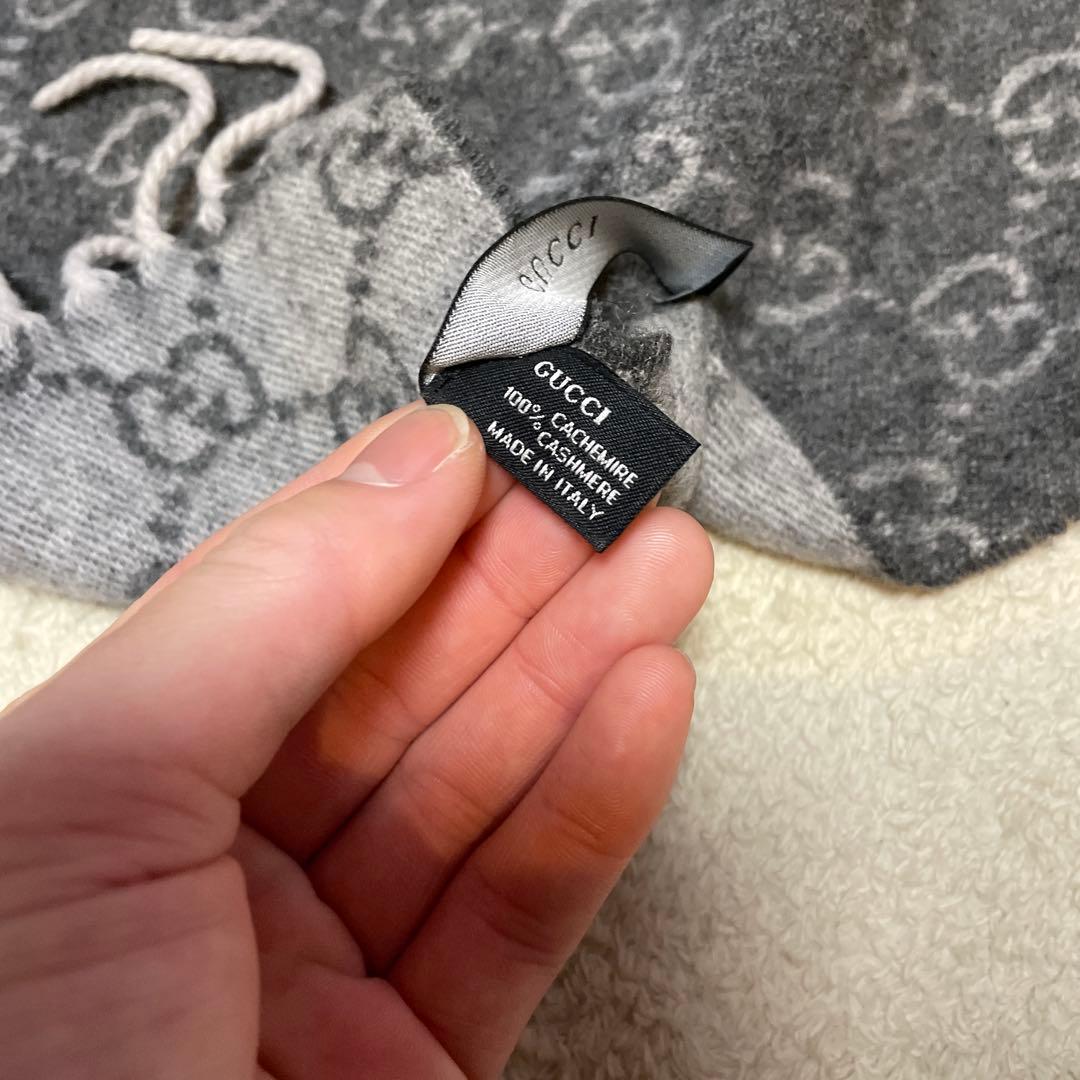 GUCCI
GUCCI
100% CACHEMIRE
100% CASHMERE
MADE IN ITALY